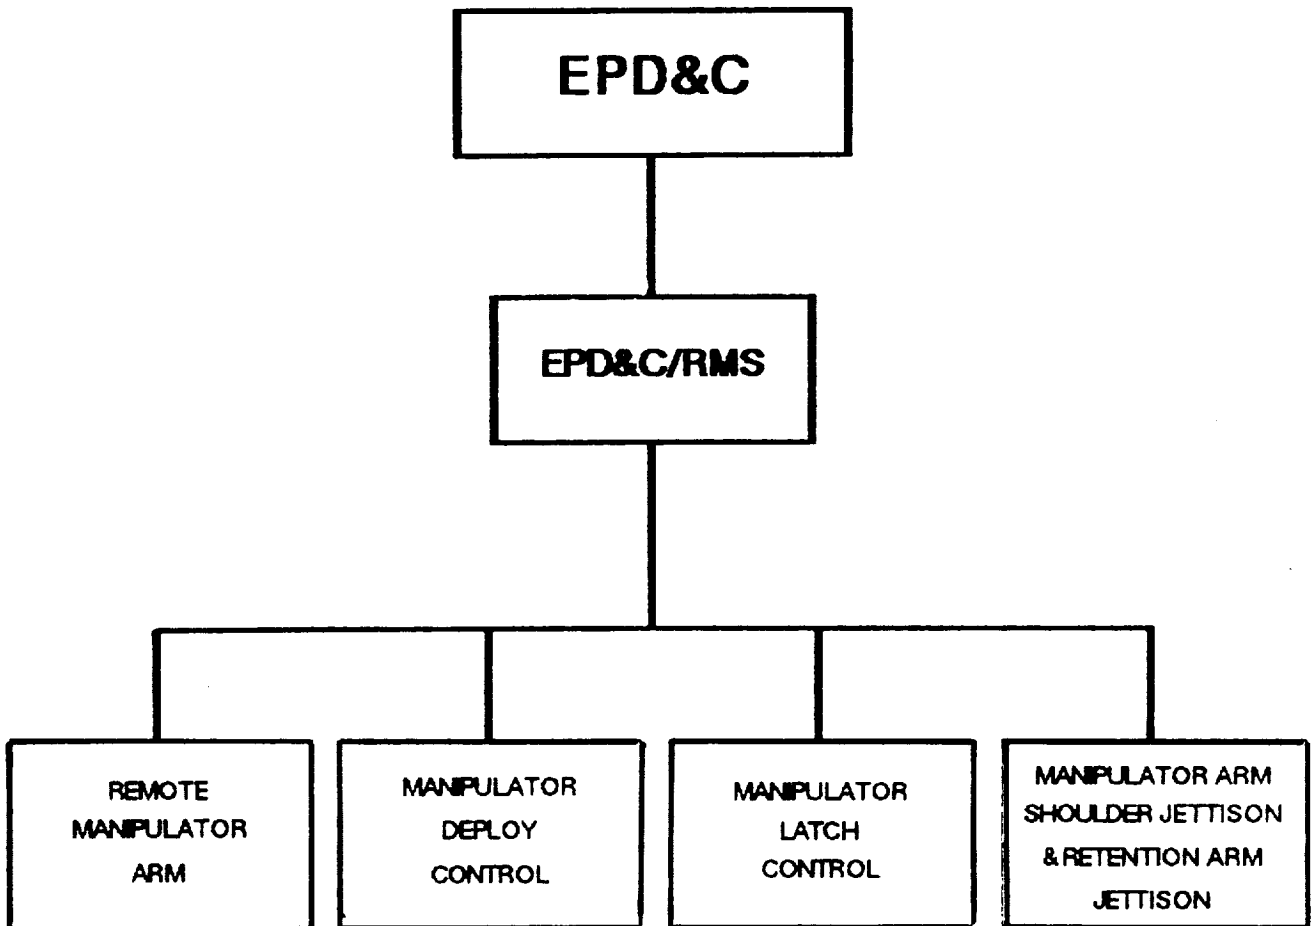 EPD&C
EPD&C/RMS
REMOTE
MANIPULATOR
ARM
MANIPULATOR
DEPLOY
CONTROL
MANIPULATOR
LATCH
CONTROL
MANIPULATOR ARM
SHOULDER JETTISON
& RETENTION ARM
JETTISON